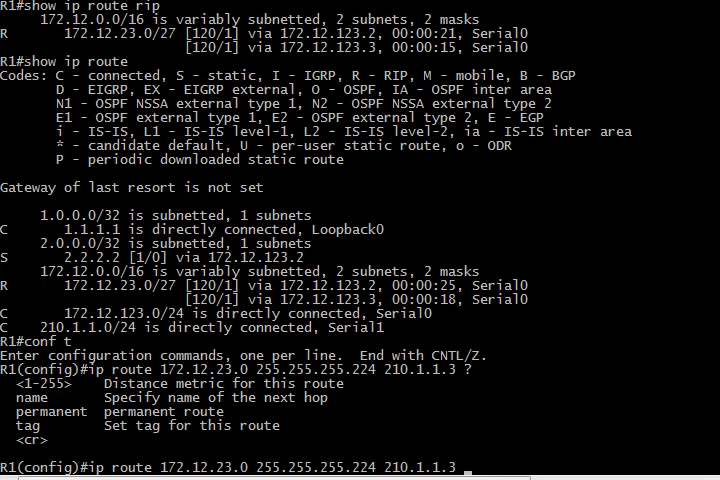 R1#show ip route rip
     172.12.0.0/16 is variably subnetted, 2 subnets, 2 masks
R       172.12.23.0/27 [120/1] via 172.12.123.2, 00:00:21, Serial0
                       [120/1] via 172.12.123.3, 00:00:15, Serial0
R1#show ip route
Codes: C - connected, S - static, I - IGRP, R - RIP, M - mobile, B - BGP
       D - EIGRP, EX - EIGRP external, O - OSPF, IA - OSPF inter area
       N1 - OSPF NSSA external type 1, N2 - OSPF NSSA external type 2
       E1 - OSPF external type 1, E2 - OSPF external type 2, E - EGP
       i - IS-IS, L1 - IS-IS level-1, L2 - IS-IS level-2, ia - IS-IS inter area
       * - candidate default, U - per-user static route, o - ODR
       P - periodic downloaded static route
Gateway of last resort is not set
     1.0.0.0/32 is subnetted, 1 subnets
C       1.1.1.1 is directly connected, Loopback0
     2.0.0.0/32 is subnetted, 1 subnets
S       2.2.2.2 [1/0] via 172.12.123.2
     172.12.0.0/16 is variably subnetted, 2 subnets, 2 masks
R       172.12.23.0/27 [120/1] via 172.12.123.2, 00:00:25, Serial0
                       [120/1] via 172.12.123.3, 00:00:18, Serial0
C       172.12.123.0/24 is directly connected, Serial0
C    210.1.1.0/24 is directly connected, Serial1
R1#conf t
Enter configuration commands, one per line.  End with CNTL/Z.
R1(config)#ip route 172.12.23.0 255.255.255.224 210.1.1.3 ?
  <1-255>    Distance metric for this route
  name       Specify name of the next hop
  permanent  permanent route
  tag        Set tag for this route
  <cr>
R1(config)#ip route 172.12.23.0 255.255.255.224 210.1.1.3 _